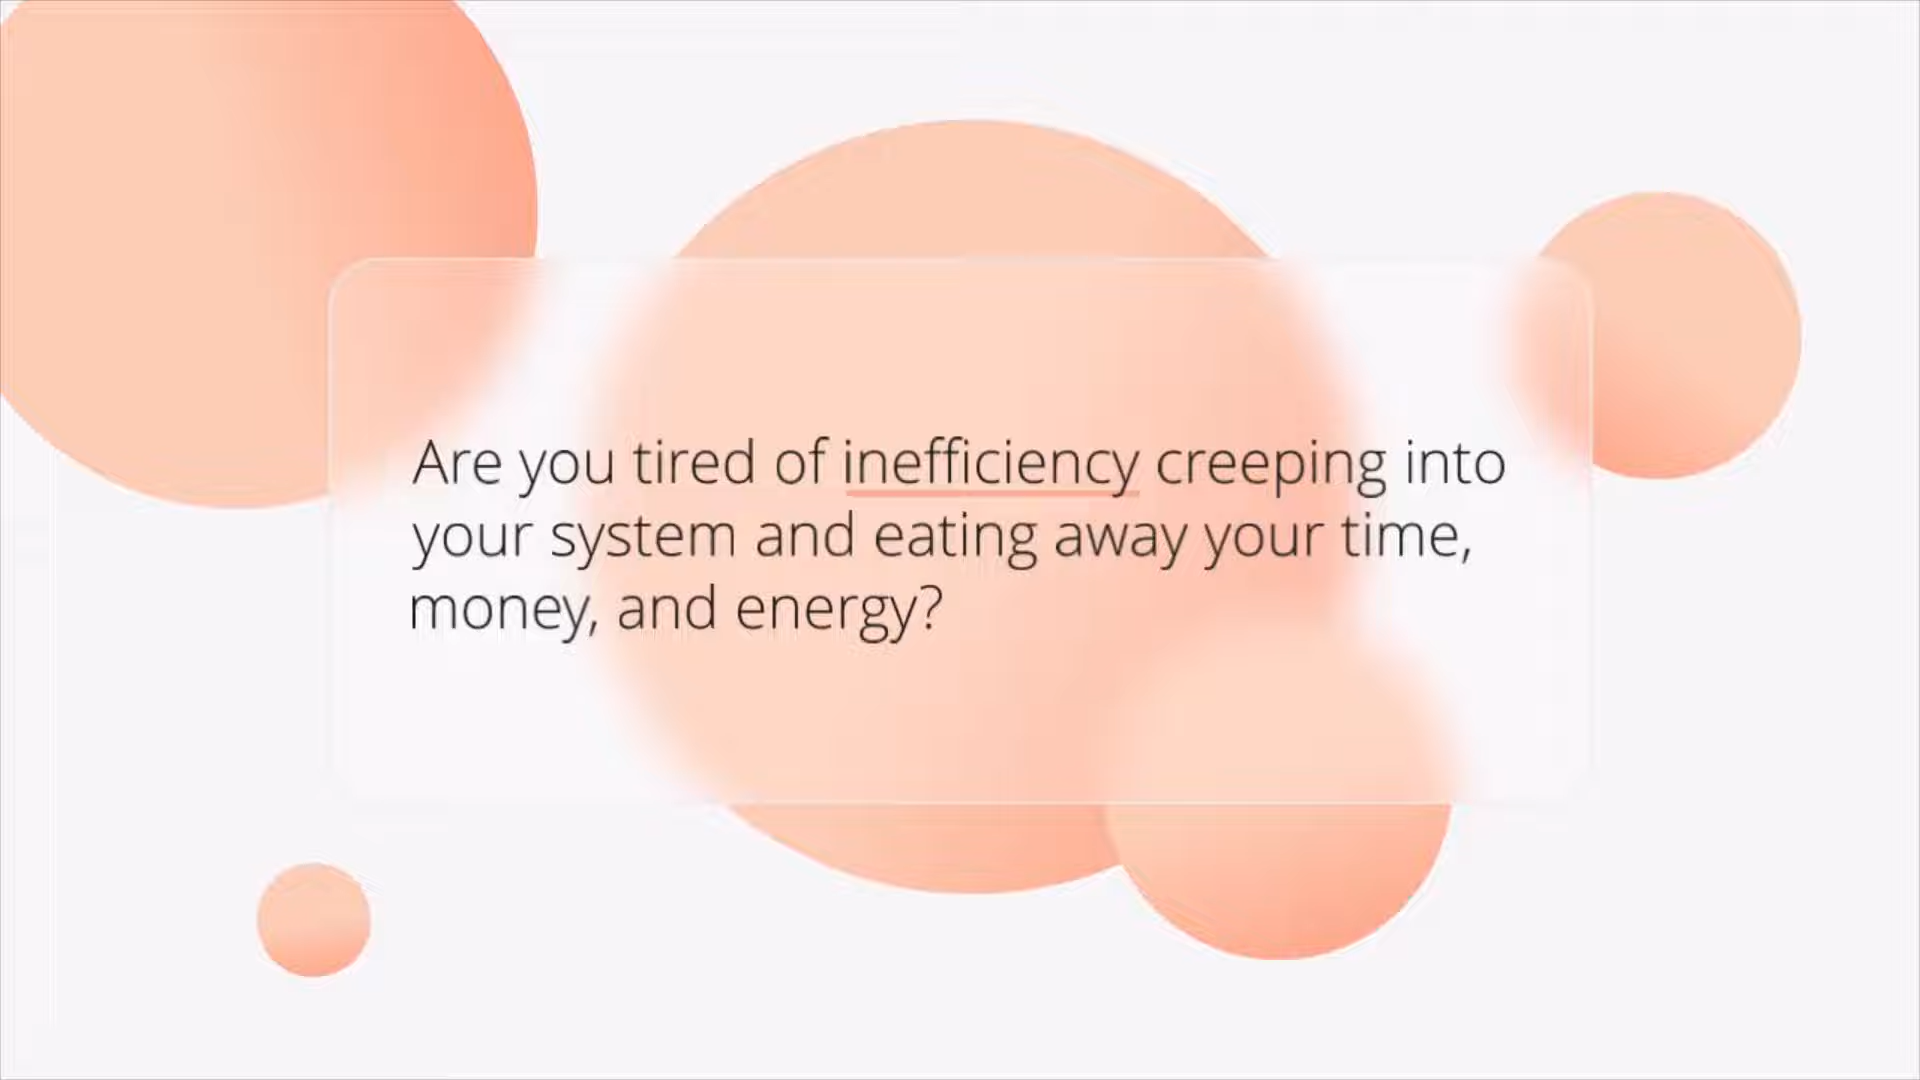 Are you tired of inefficiency creeping into
your system and eating away your time,
money, and energy?